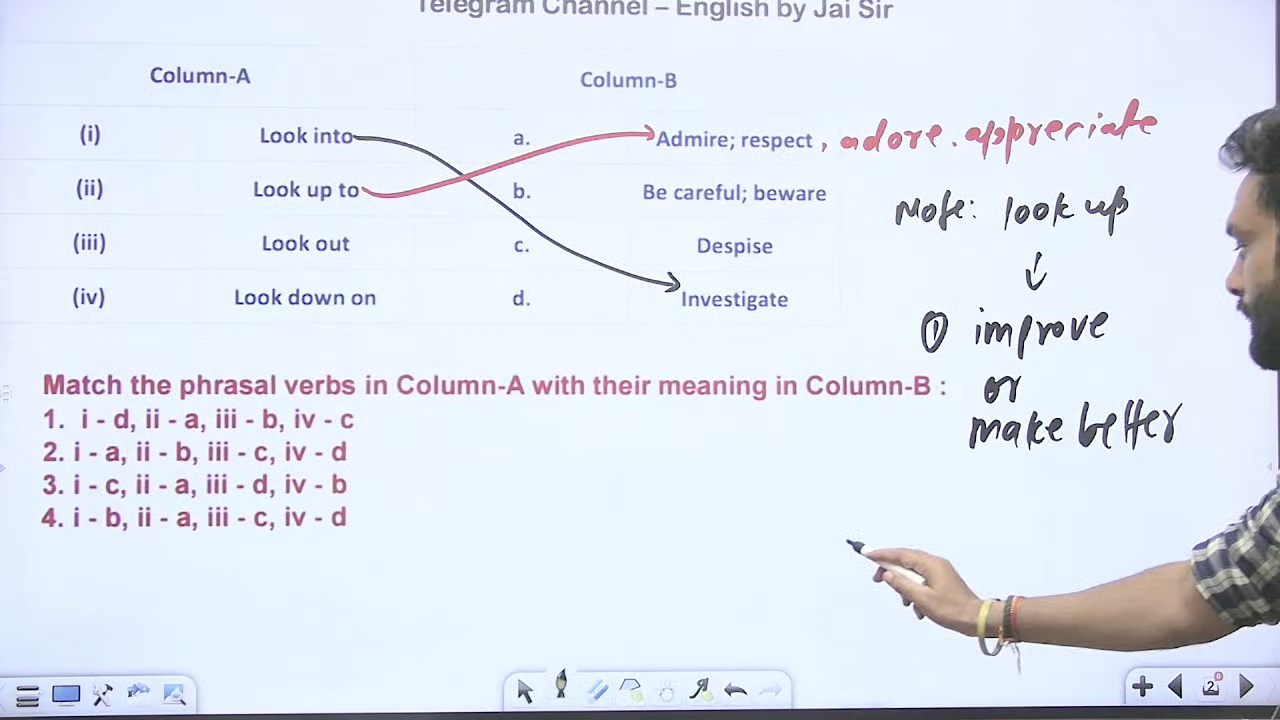 Telegram Channel – English by Jai Sir
Column-A Column-B
(i) Look into a. Admire; respect , adore. appreciate
(ii) Look up to b. Be careful; beware
Note: look up
(iii) Look out c. Despise
↓
(iv) Look down on d. Investigate
① improve
or
make better
Match the phrasal verbs in Column-A with their meaning in Column-B :
1. i - d, ii - a, iii - b, iv - c
2. i - a, ii - b, iii - c, iv - d
3. i - c, ii - a, iii - d, iv - b
4. i - b, ii - a, iii - c, iv - d
2